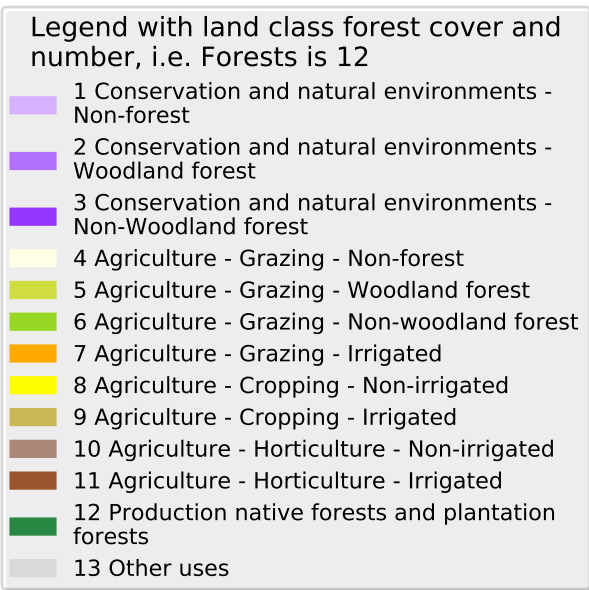 Legend with land class forest cover and
number, i.e. Forests is 12
1 Conservation and natural environments -
Non-forest
2 Conservation and natural environments -
Woodland forest
3 Conservation and natural environments -
Non-Woodland forest
4 Agriculture - Grazing - Non-forest
5 Agriculture - Grazing - Woodland forest
6 Agriculture - Grazing - Non-woodland forest
7 Agriculture - Grazing - Irrigated
8 Agriculture - Cropping - Non-irrigated
9 Agriculture - Cropping - Irrigated
10 Agriculture - Horticulture - Non-irrigated
11 Agriculture - Horticulture - Irrigated
12 Production native forests and plantation
forests
13 Other uses